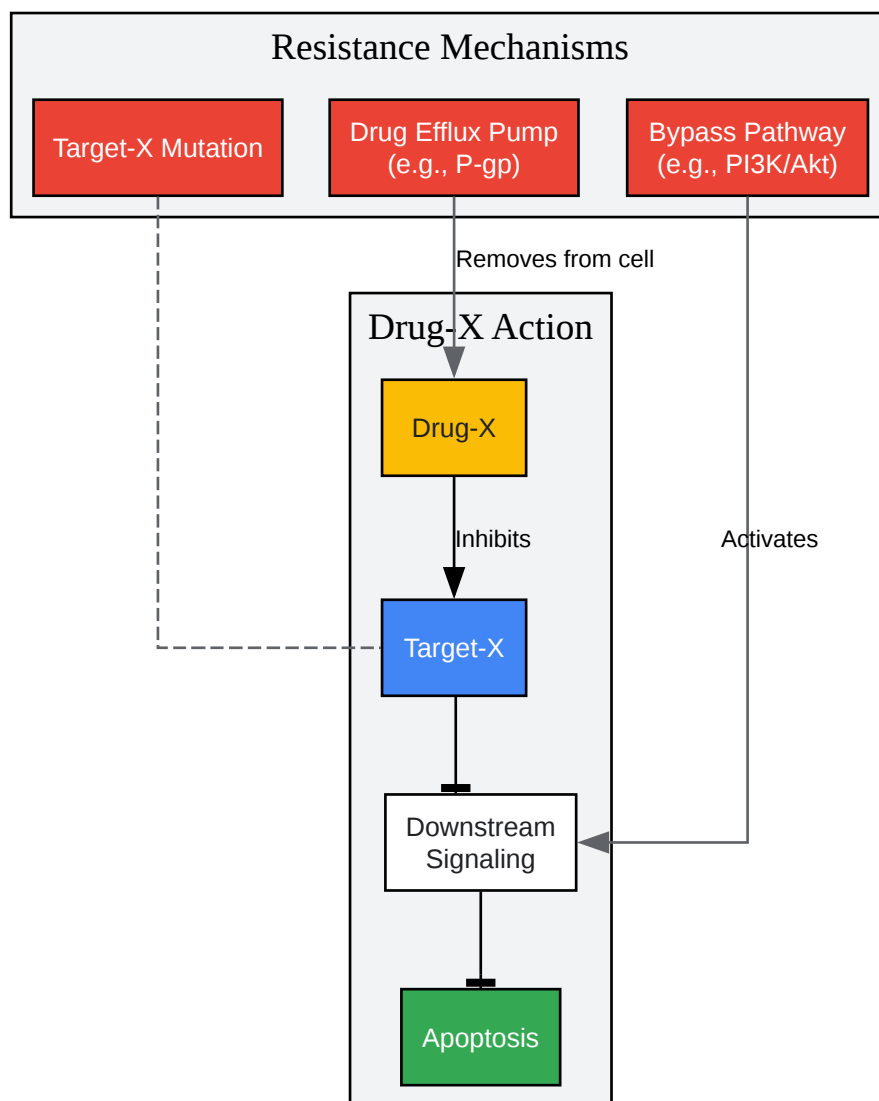 Resistance Mechanisms
Target-X Mutation
Drug Efflux Pump
(e.g., P-gp)
Bypass Pathway
(e.g., PI3K/Akt)
Removes from cell
Drug-X Action
Drug-X
Inhibits
Activates
Target-X
Downstream
Signaling
Apoptosis